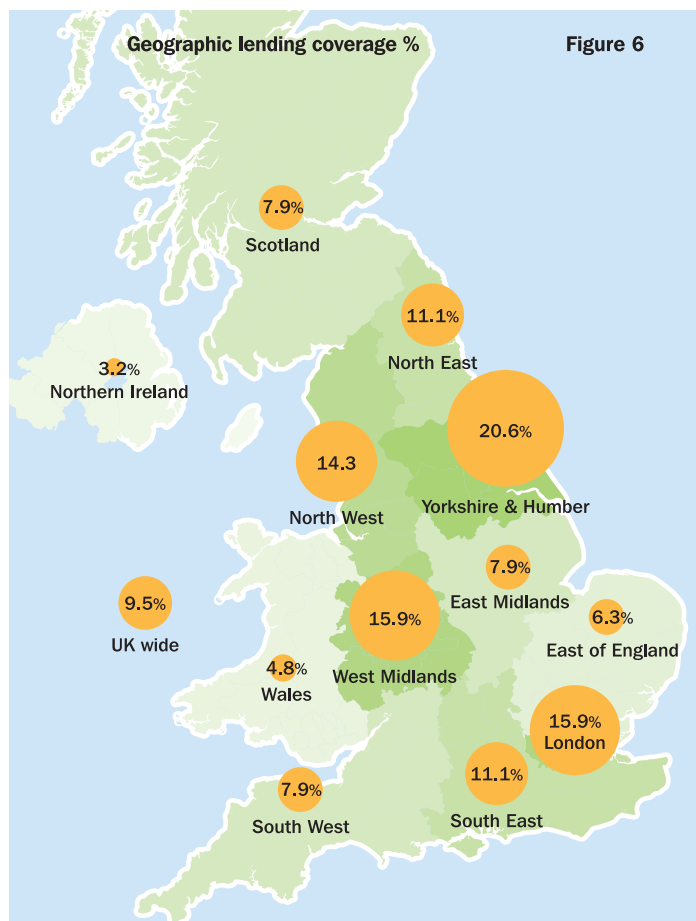 Geographic lending coverage %
Figure 6
7.9%
Scotland
11.1%
North East
3.2%
Northern Ireland
20.6%
Yorkshire & Humber
14.3
North West
7.9%
East Midlands
9.5%
UK wide
15.9%
West Midlands
6.3%
East of England
4.8%
Wales
15.9%
London
11.1%
South East
7.9%
South West